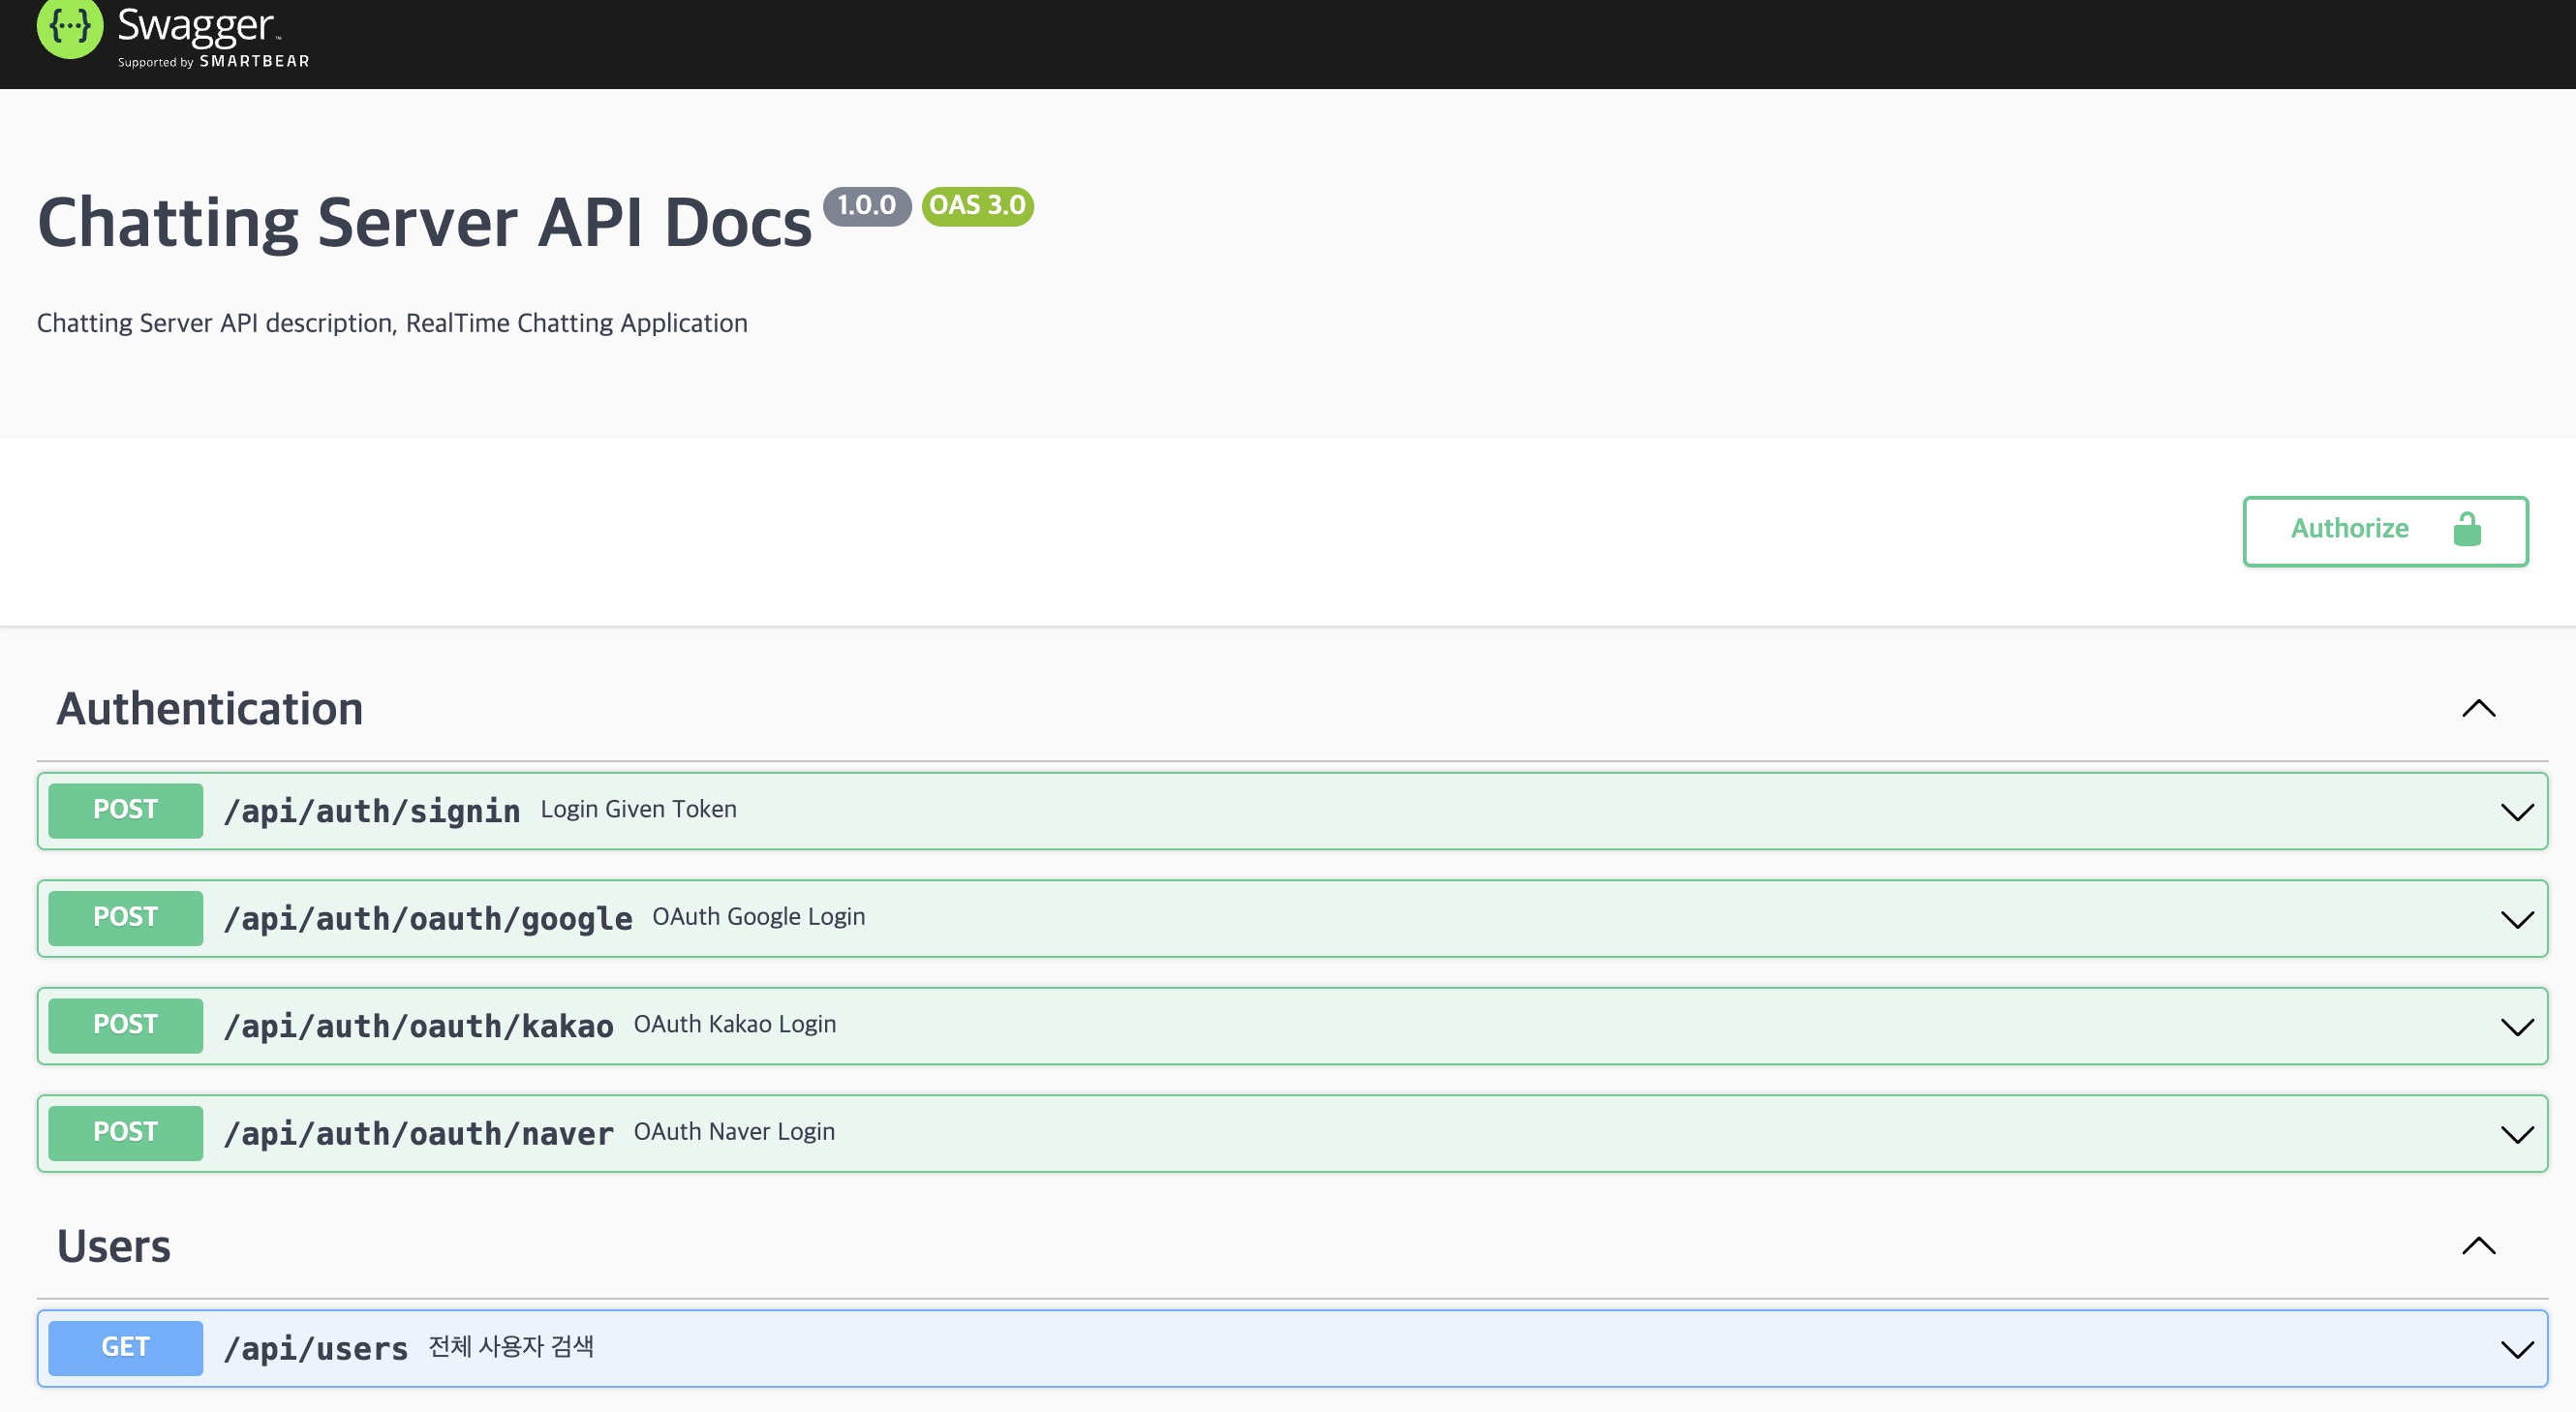 {···} Swagger™
Supported by SMARTBEAR
Chatting Server API Docs 1.0.0 OAS 3.0
Chatting Server API description, RealTime Chatting Application
Authorize
Authentication
POST /api/auth/signin Login Given Token
POST /api/auth/oauth/google OAuth Google Login
POST /api/auth/oauth/kakao OAuth Kakao Login
POST /api/auth/oauth/naver OAuth Naver Login
Users
GET /api/users 전체 사용자 검색